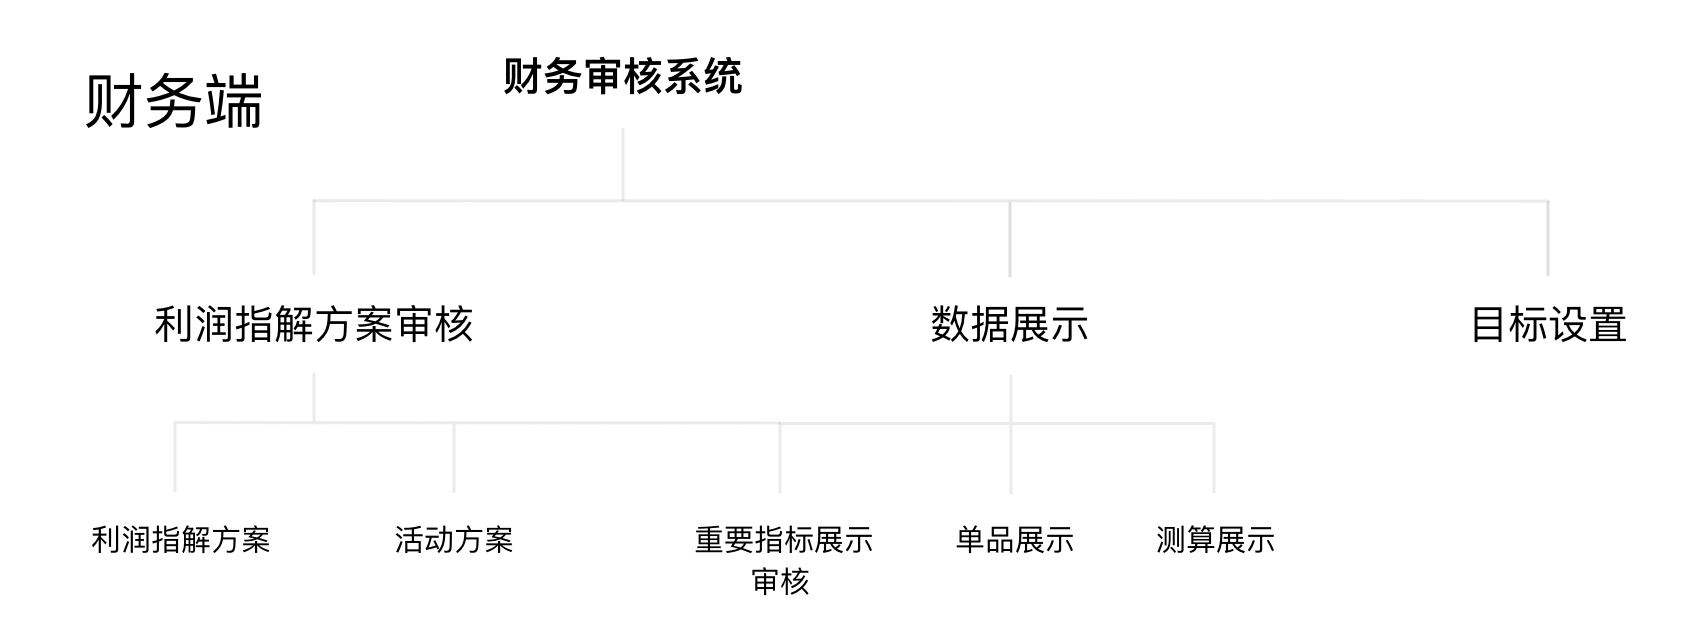 财务端
财务审核系统
利润指解方案审核
数据展示
目标设置
利润指解方案
活动方案
重要指标展示
审核
单品展示
测算展示